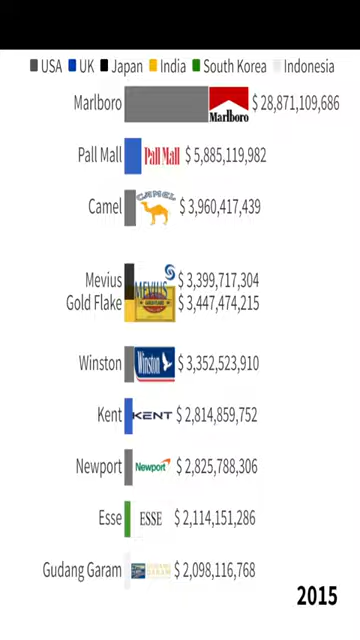 USA UK Japan India South Korea Indonesia
Marlboro Marlboro $ 28,871,109,686
Pall Mall Pall Mall $ 5,885,119,982
Camel CAMEL $ 3,960,417,439
Mevius MEVIUS $ 3,399,717,304
Gold Flake $ 3,447,474,215
Winston Winston $ 3,352,523,910
Kent KENT $ 2,814,859,752
Newport Newport $ 2,825,788,306
Esse ESSE $ 2,114,151,286
Gudang Garam GUDANG GARAM $ 2,098,116,768
2015